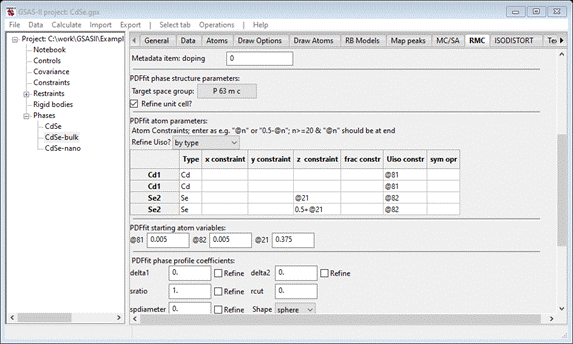 GSAS-II project: CdSe.gpx
File Data Calculate Import Export | Select tab Operations | Help
Project: C:\work\GSASII\Exampl
Notebook
Controls
Covariance
Constraints
Restraints
Rigid bodies
Phases
CdSe
CdSe-bulk
CdSe-nano
General Data Atoms Draw Options Draw Atoms RB Models Map peaks MC/SA RMC ISODISTORT Te
Metadata item: doping 0
PDFfit phase structure parameters:
Target space group: P 63 m c
Refine unit cell?
PDFfit atom parameters:
Atom Constraints; enter as e.g. "@n" or "0.5-@n"; n>=20 & "@n" should be at end
Refine Uiso? by type
Type x constraint y constraint z constraint frac constr Uiso constr sym opr
Cd1 Cd @81
Cd1 Cd @81
Se2 Se @21 @82
Se2 Se 0.5+@21 @82
PDFfit starting atom variables:
@81 0.005 @82 0.005 @21 0.375
PDFfit phase profile coefficients:
delta1 0. Refine delta2 0. Refine
sratio 1. Refine rcut 0.
spdiameter 0. Refine Shape sphere